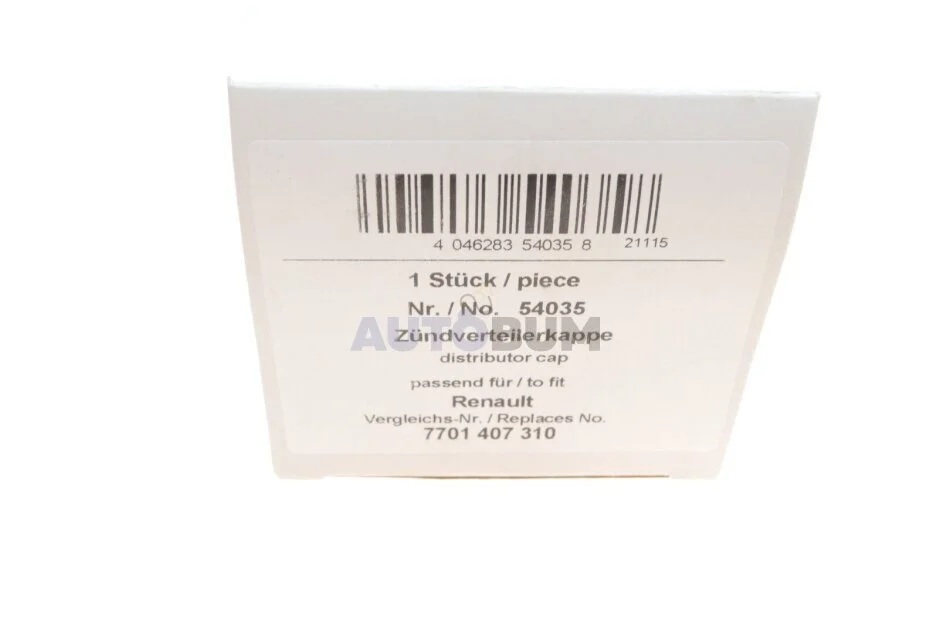 4 046283 54035 8 21115
1 Stück / piece
Nr. / No. 54035
AUTOBUM
Zündverteilerkappe
distributor cap
passend für / to fit
Renault
Vergleichs-Nr. / Replaces No.
7701 407 310